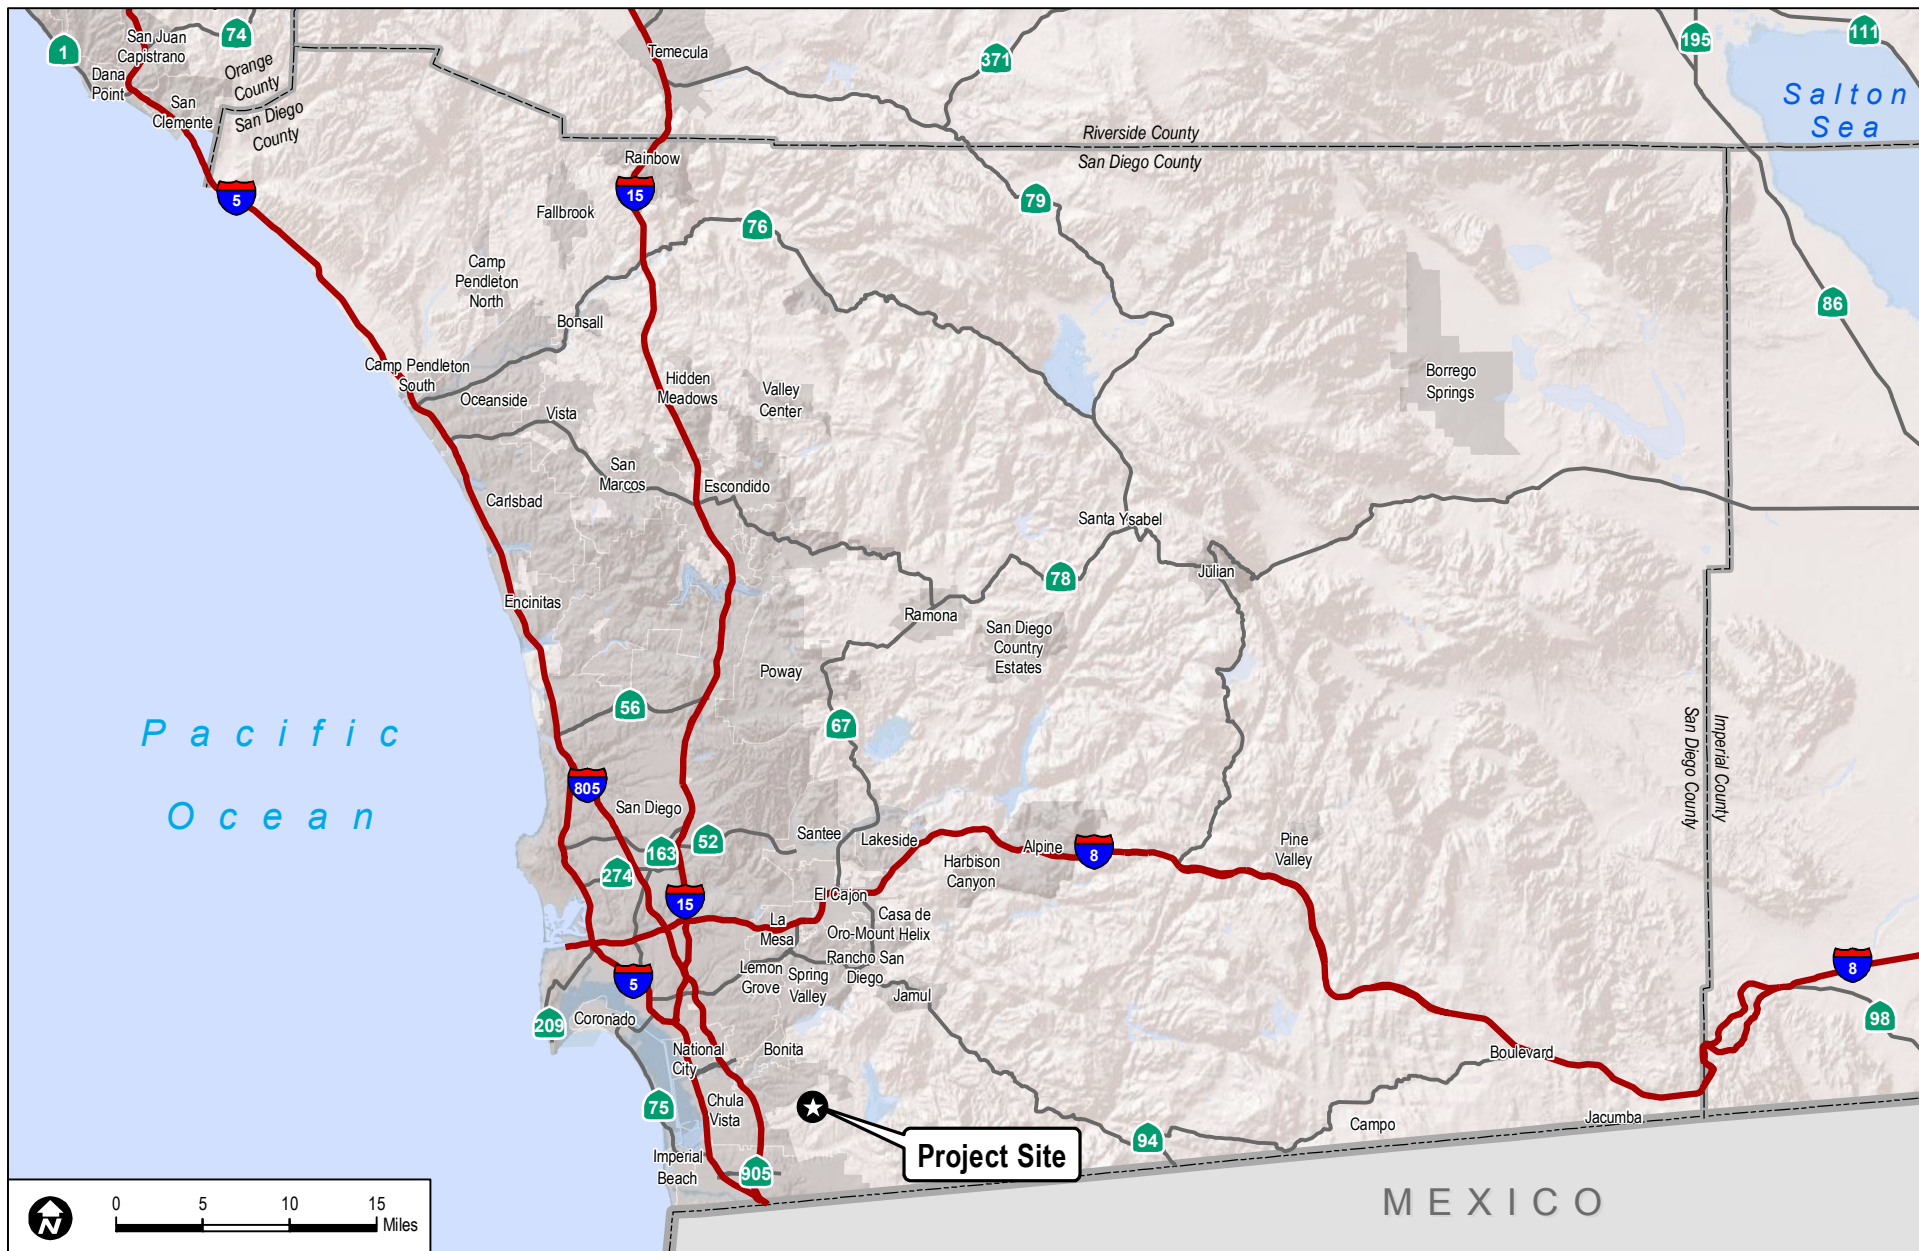 San Juan
Capistrano
74
1
Dana
Point
Orange
County
San Diego
County
San
Clemente
Temecula
371
195
111
Salton
Sea
Riverside County
San Diego County
Rainbow
5
15
Fallbrook
76
79
Camp
Pendleton
North
86
Bonsall
Camp Pendleton
South
Oceanside
Vista
Hidden
Meadows
Valley
Center
Borrego
Springs
San
Marcos
Escondido
Carlsbad
Santa Ysabel
Julian
78
Encinitas
Ramona
San Diego
Country
Estates
Poway
56
67
Pacific
Ocean
San Diego County
Imperial County
805
San Diego
163
52
274
Santee
Lakeside
Harbison
Canyon
Alpine
8
Pine
Valley
15
El Cajon
La
Mesa
Casa de
Oro-Mount Helix
Rancho San
Diego
Lemon
Grove
Spring
Valley
Jamul
5
8
98
209
Coronado
National
City
Bonita
Boulevard
75
Chula
Vista
Project Site
94
Campo
Jacumba
Imperial
Beach
905
MEXICO
N
0 5 10 15
Miles